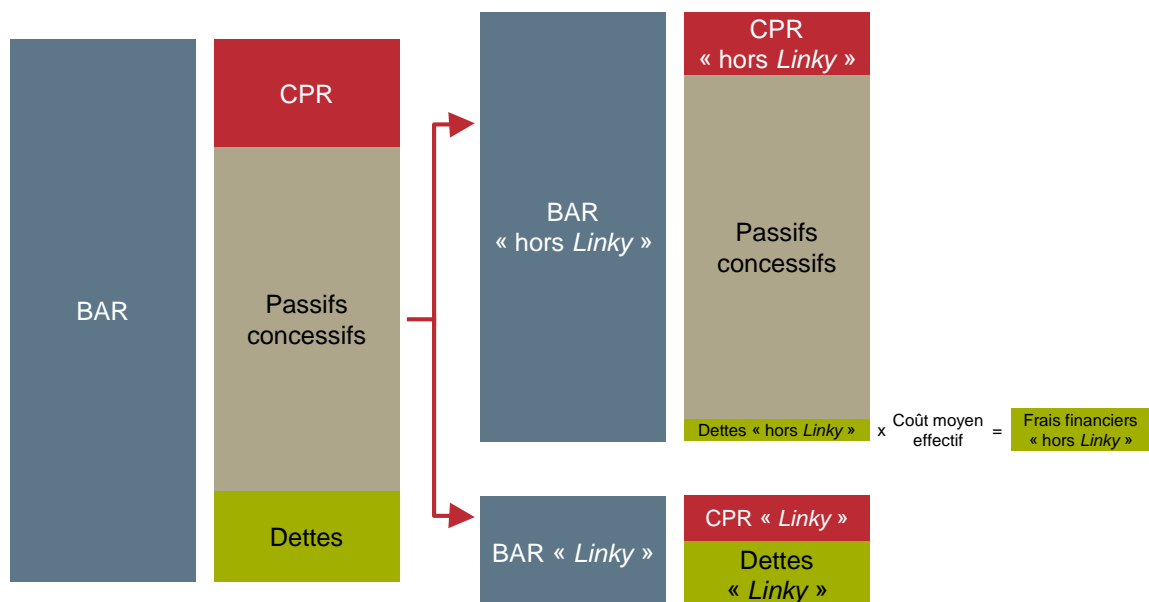 BAR
CPR
Passifs
concessifs
Dettes
BAR
« hors Linky »
CPR
« hors Linky »
Passifs
concessifs
Dettes « hors Linky »
x
Coût moyen
effectif
=
Frais financiers
« hors Linky »
BAR « Linky »
CPR « Linky »
Dettes
« Linky »